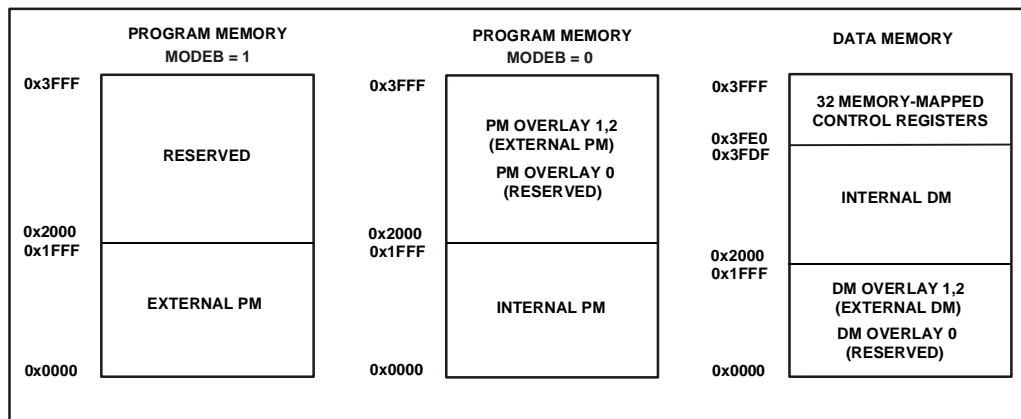 PROGRAM MEMORY
MODEB = 1
0x3FFF
RESERVED
0x2000
0x1FFF
EXTERNAL PM
0x0000
PROGRAM MEMORY
MODEB = 0
0x3FFF
PM OVERLAY 1,2
(EXTERNAL PM)
PM OVERLAY 0
(RESERVED)
0x2000
0x1FFF
INTERNAL PM
0x0000
DATA MEMORY
0x3FFF
32 MEMORY-MAPPED
CONTROL REGISTERS
0x3FE0
0x3FDF
INTERNAL DM
0x2000
0x1FFF
DM OVERLAY 1,2
(EXTERNAL DM)
DM OVERLAY 0
(RESERVED)
0x0000